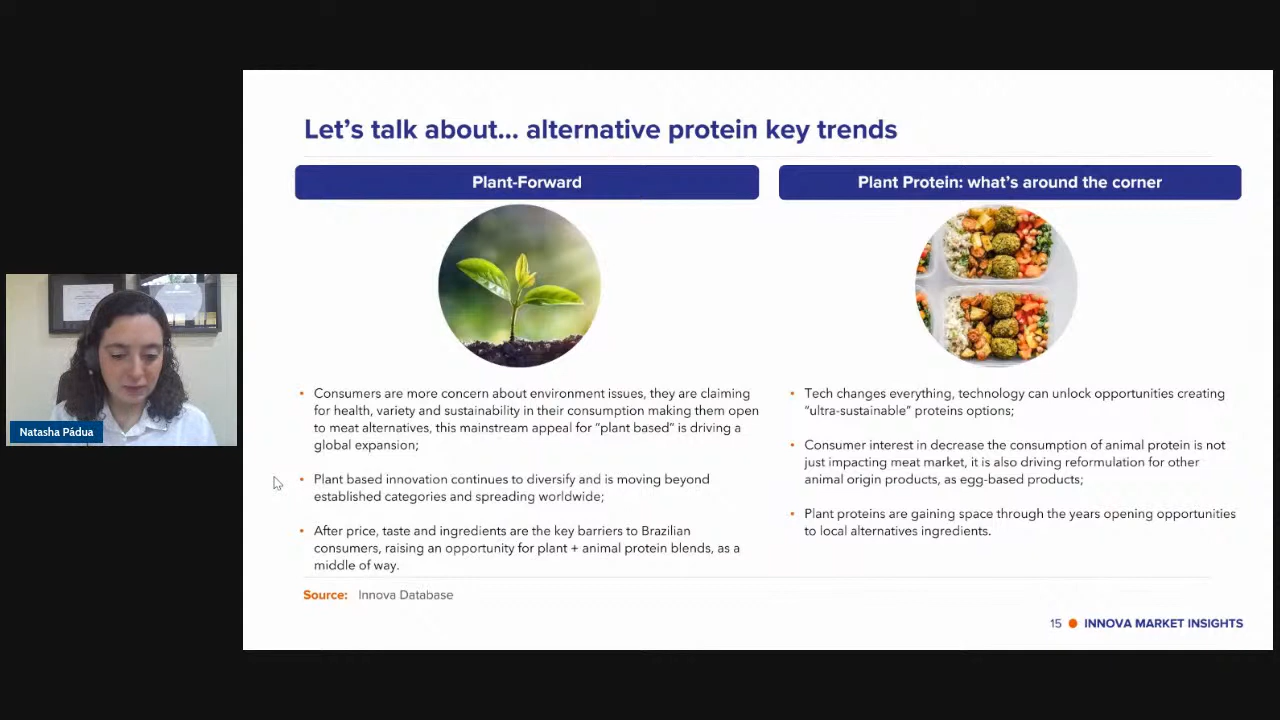 Let's talk about... alternative protein key trends
Plant-Forward
Consumers are more concern about environment issues, they are claiming
for health, variety and sustainability in their consumption making them open
to meat alternatives, this mainstream appeal for "plant based" is driving a
global expansion;
Plant based innovation continues to diversify and is moving beyond
established categories and spreading worldwide;
After price, taste and ingredients are the key barriers to Brazilian
consumers, raising an opportunity for plant + animal protein blends, as a
middle of way.
Plant Protein: what's around the corner
Tech changes everything, technology can unlock opportunities creating
"ultra-sustainable" proteins options;
Consumer interest in decrease the consumption of animal protein is not
just impacting meat market, it is also driving reformulation for other
animal origin products, as egg-based products;
Plant proteins are gaining space through the years opening opportunities
to local alternatives ingredients.
Source: Innova Database
15 INNOVA MARKET INSIGHTS
Natasha Pádua